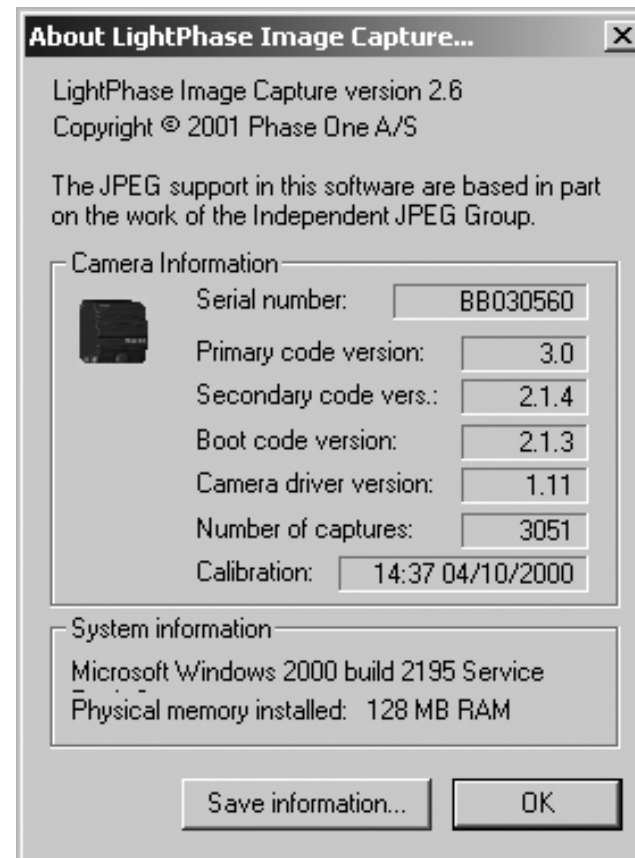 About LightPhase Image Capture...
LightPhase Image Capture version 2.6
Copyright © 2001 Phase One A/S
The JPEG support in this software are based in part
on the work of the Independent JPEG Group.
Camera Information
Serial number: BB030560
Primary code version: 3.0
Secondary code vers.: 2.1.4
Boot code version: 2.1.3
Camera driver version: 1.11
Number of captures: 3051
Calibration: 14:37 04/10/2000
System information
Microsoft Windows 2000 build 2195 Service
Physical memory installed: 128 MB RAM
Save information...
OK